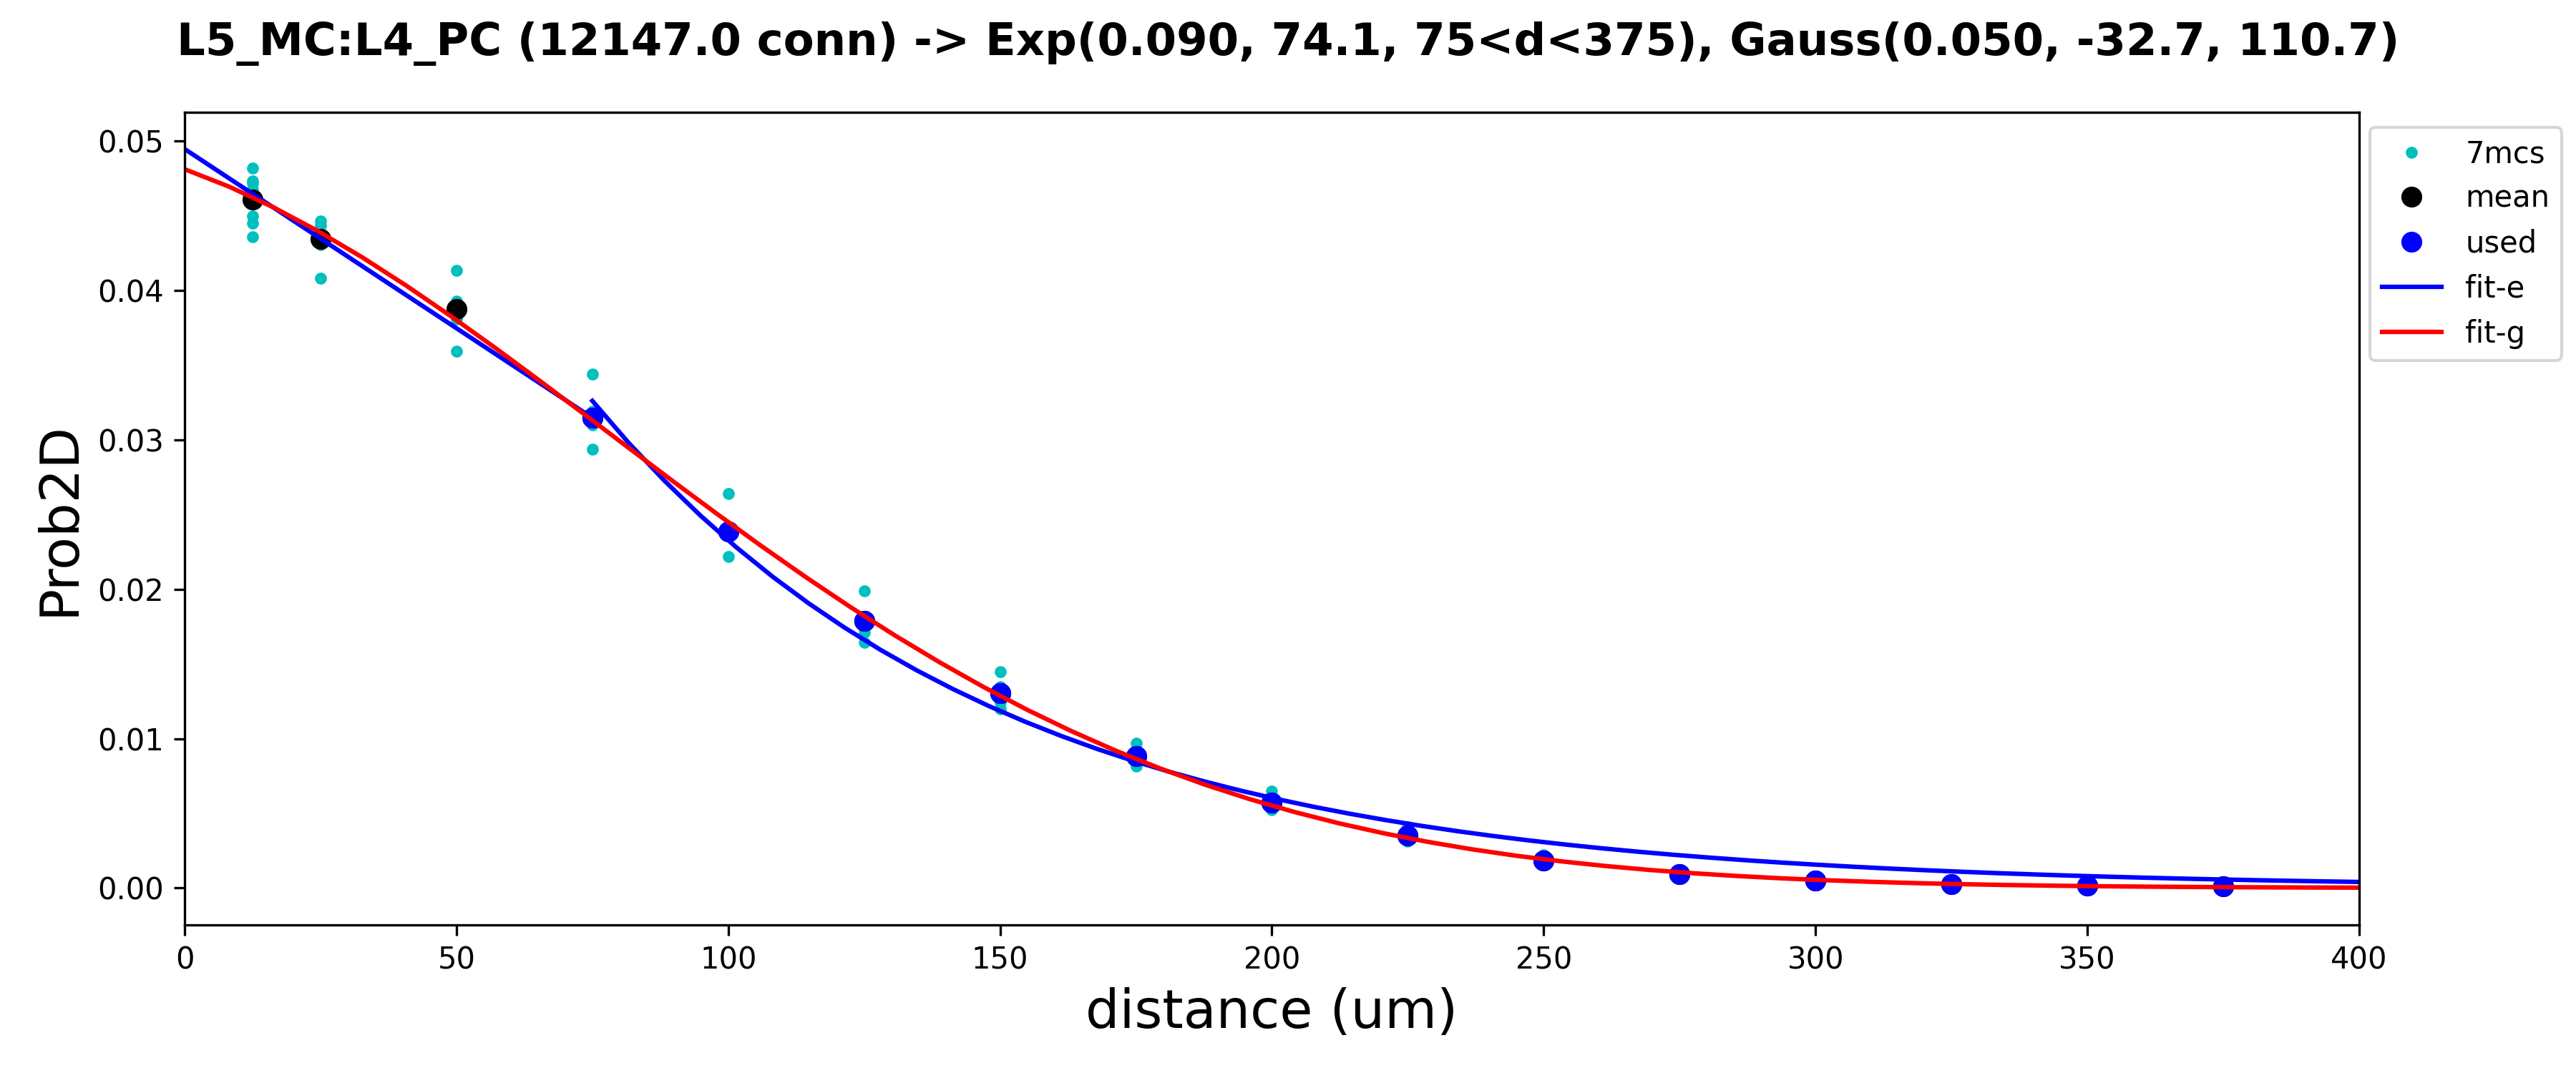 L5_MC:L4_PC (12147.0 conn) -> Exp(0.090, 74.1, 75<d<375), Gauss(0.050, -32.7, 110.7)
0.05
0.04
0.03
0.02
0.01
0.00
Prob2D
0 50 100 150 200 250 300 350 400
distance (um)
7mcs
mean
used
fit-e
fit-g